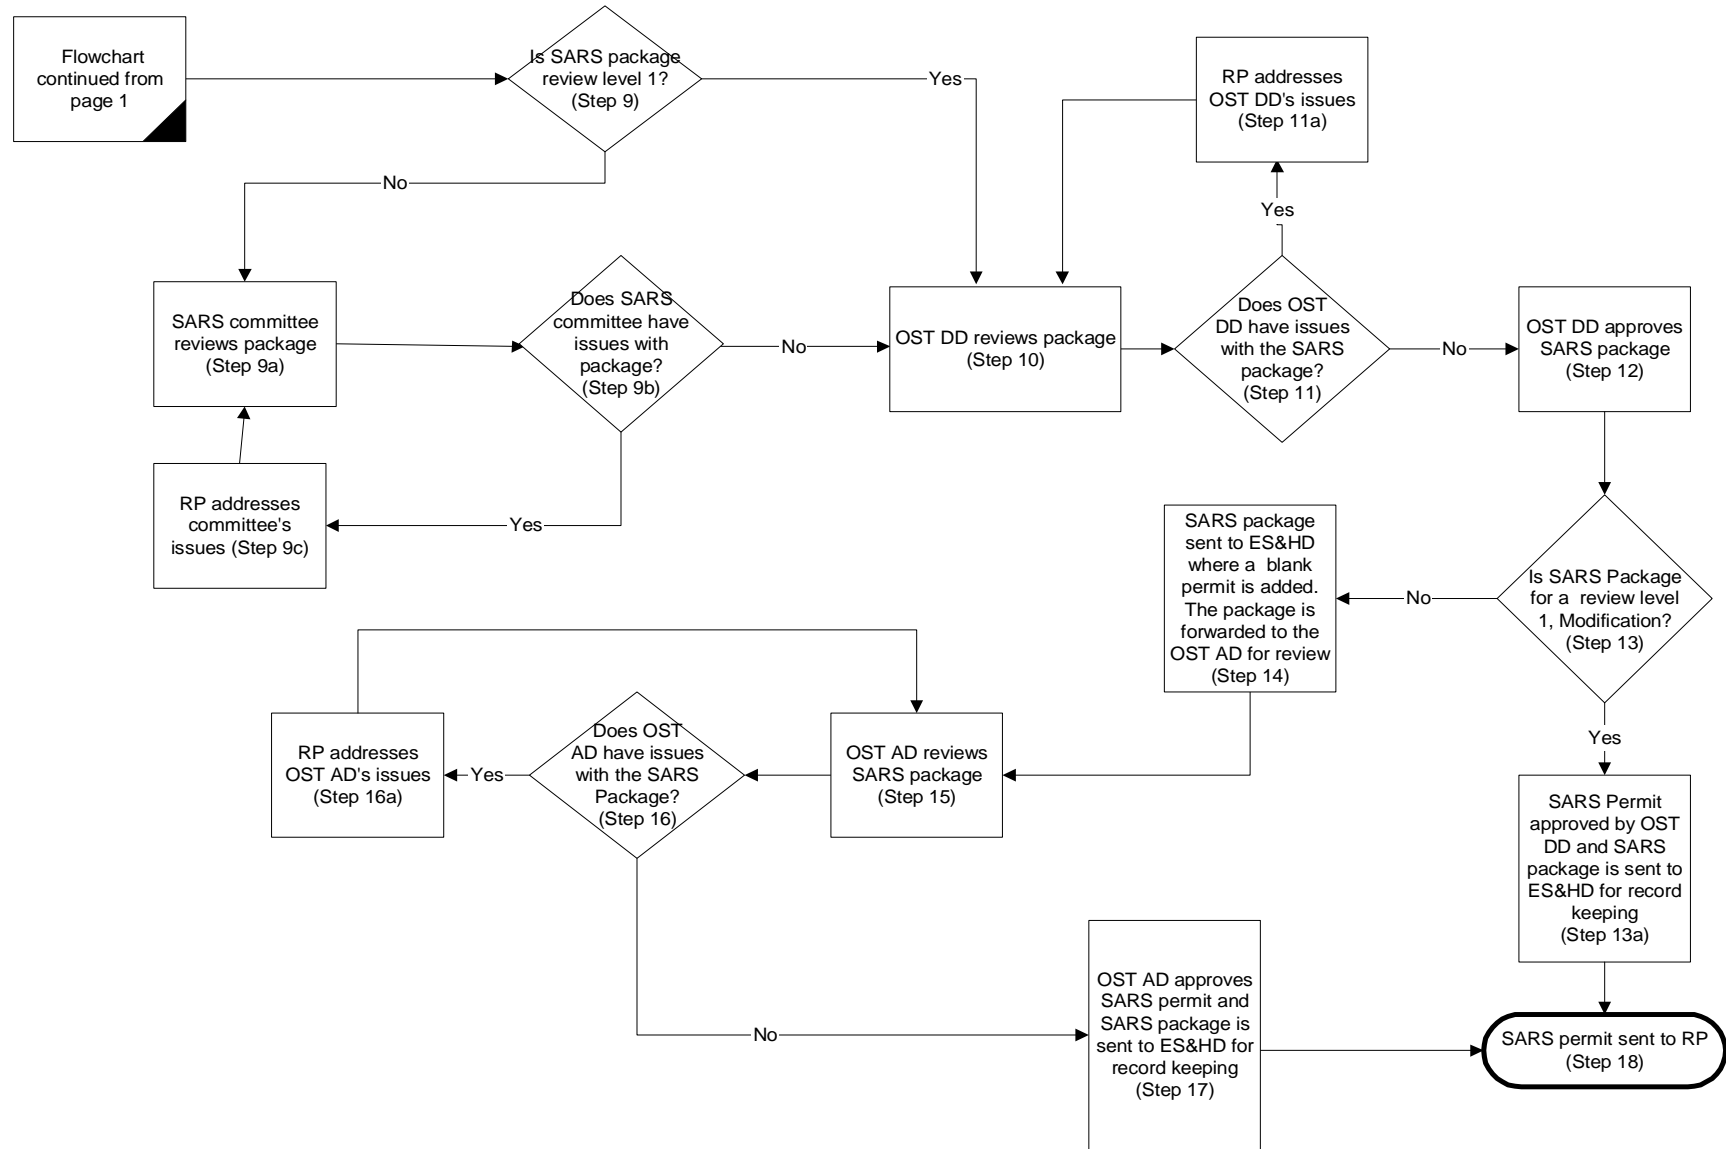 Flowchart
continued from
page 1
Is SARS package
review level 1?
(Step 9)
Yes
RP addresses
OST DD's issues
(Step 11a)
No
Yes
SARS committee
reviews package
(Step 9a)
Does SARS
committee have
issues with
package?
(Step 9b)
No
OST DD reviews package
(Step 10)
Does OST
DD have issues
with the SARS
package?
(Step 11)
No
OST DD approves
SARS package
(Step 12)
RP addresses
committee's
issues (Step 9c)
Yes
SARS package
sent to ES&HD
where a  blank
permit is added.
The package is
forwarded to the
OST AD for review
(Step 14)
No
Is SARS Package
for a  review level
1, Modification?
(Step 13)
Yes
RP addresses
OST AD's issues
(Step 16a)
Yes
Does OST
AD have issues
with the SARS
Package?
(Step 16)
OST AD reviews
SARS package
(Step 15)
SARS Permit
approved by OST
DD and SARS
package is sent to
ES&HD for record
keeping
(Step 13a)
No
OST AD approves
SARS permit and
SARS package is
sent to ES&HD for
record keeping
(Step 17)
SARS permit sent to RP
(Step 18)